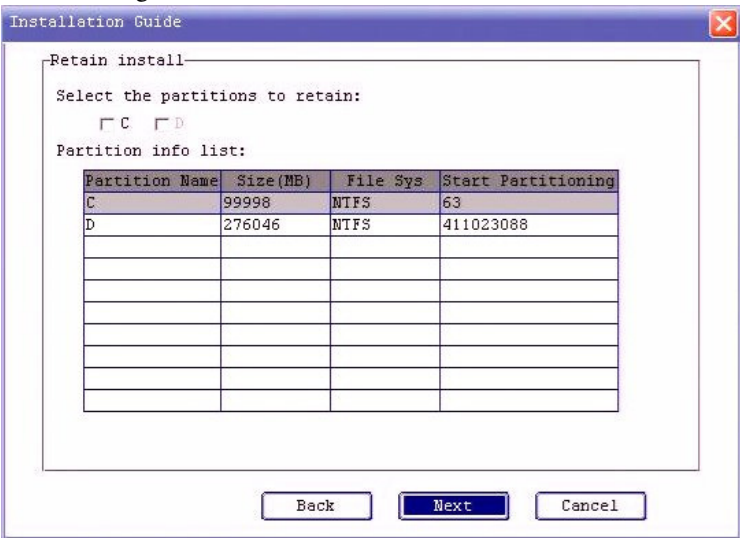 Installation Guide
Retain install
Select the partitions to retain:
C D
Partition info list:
Partition Name Size(MB) File Sys Start Partitioning
C 99998 NTFS 63
D 276046 NTFS 411023088
Back Next Cancel